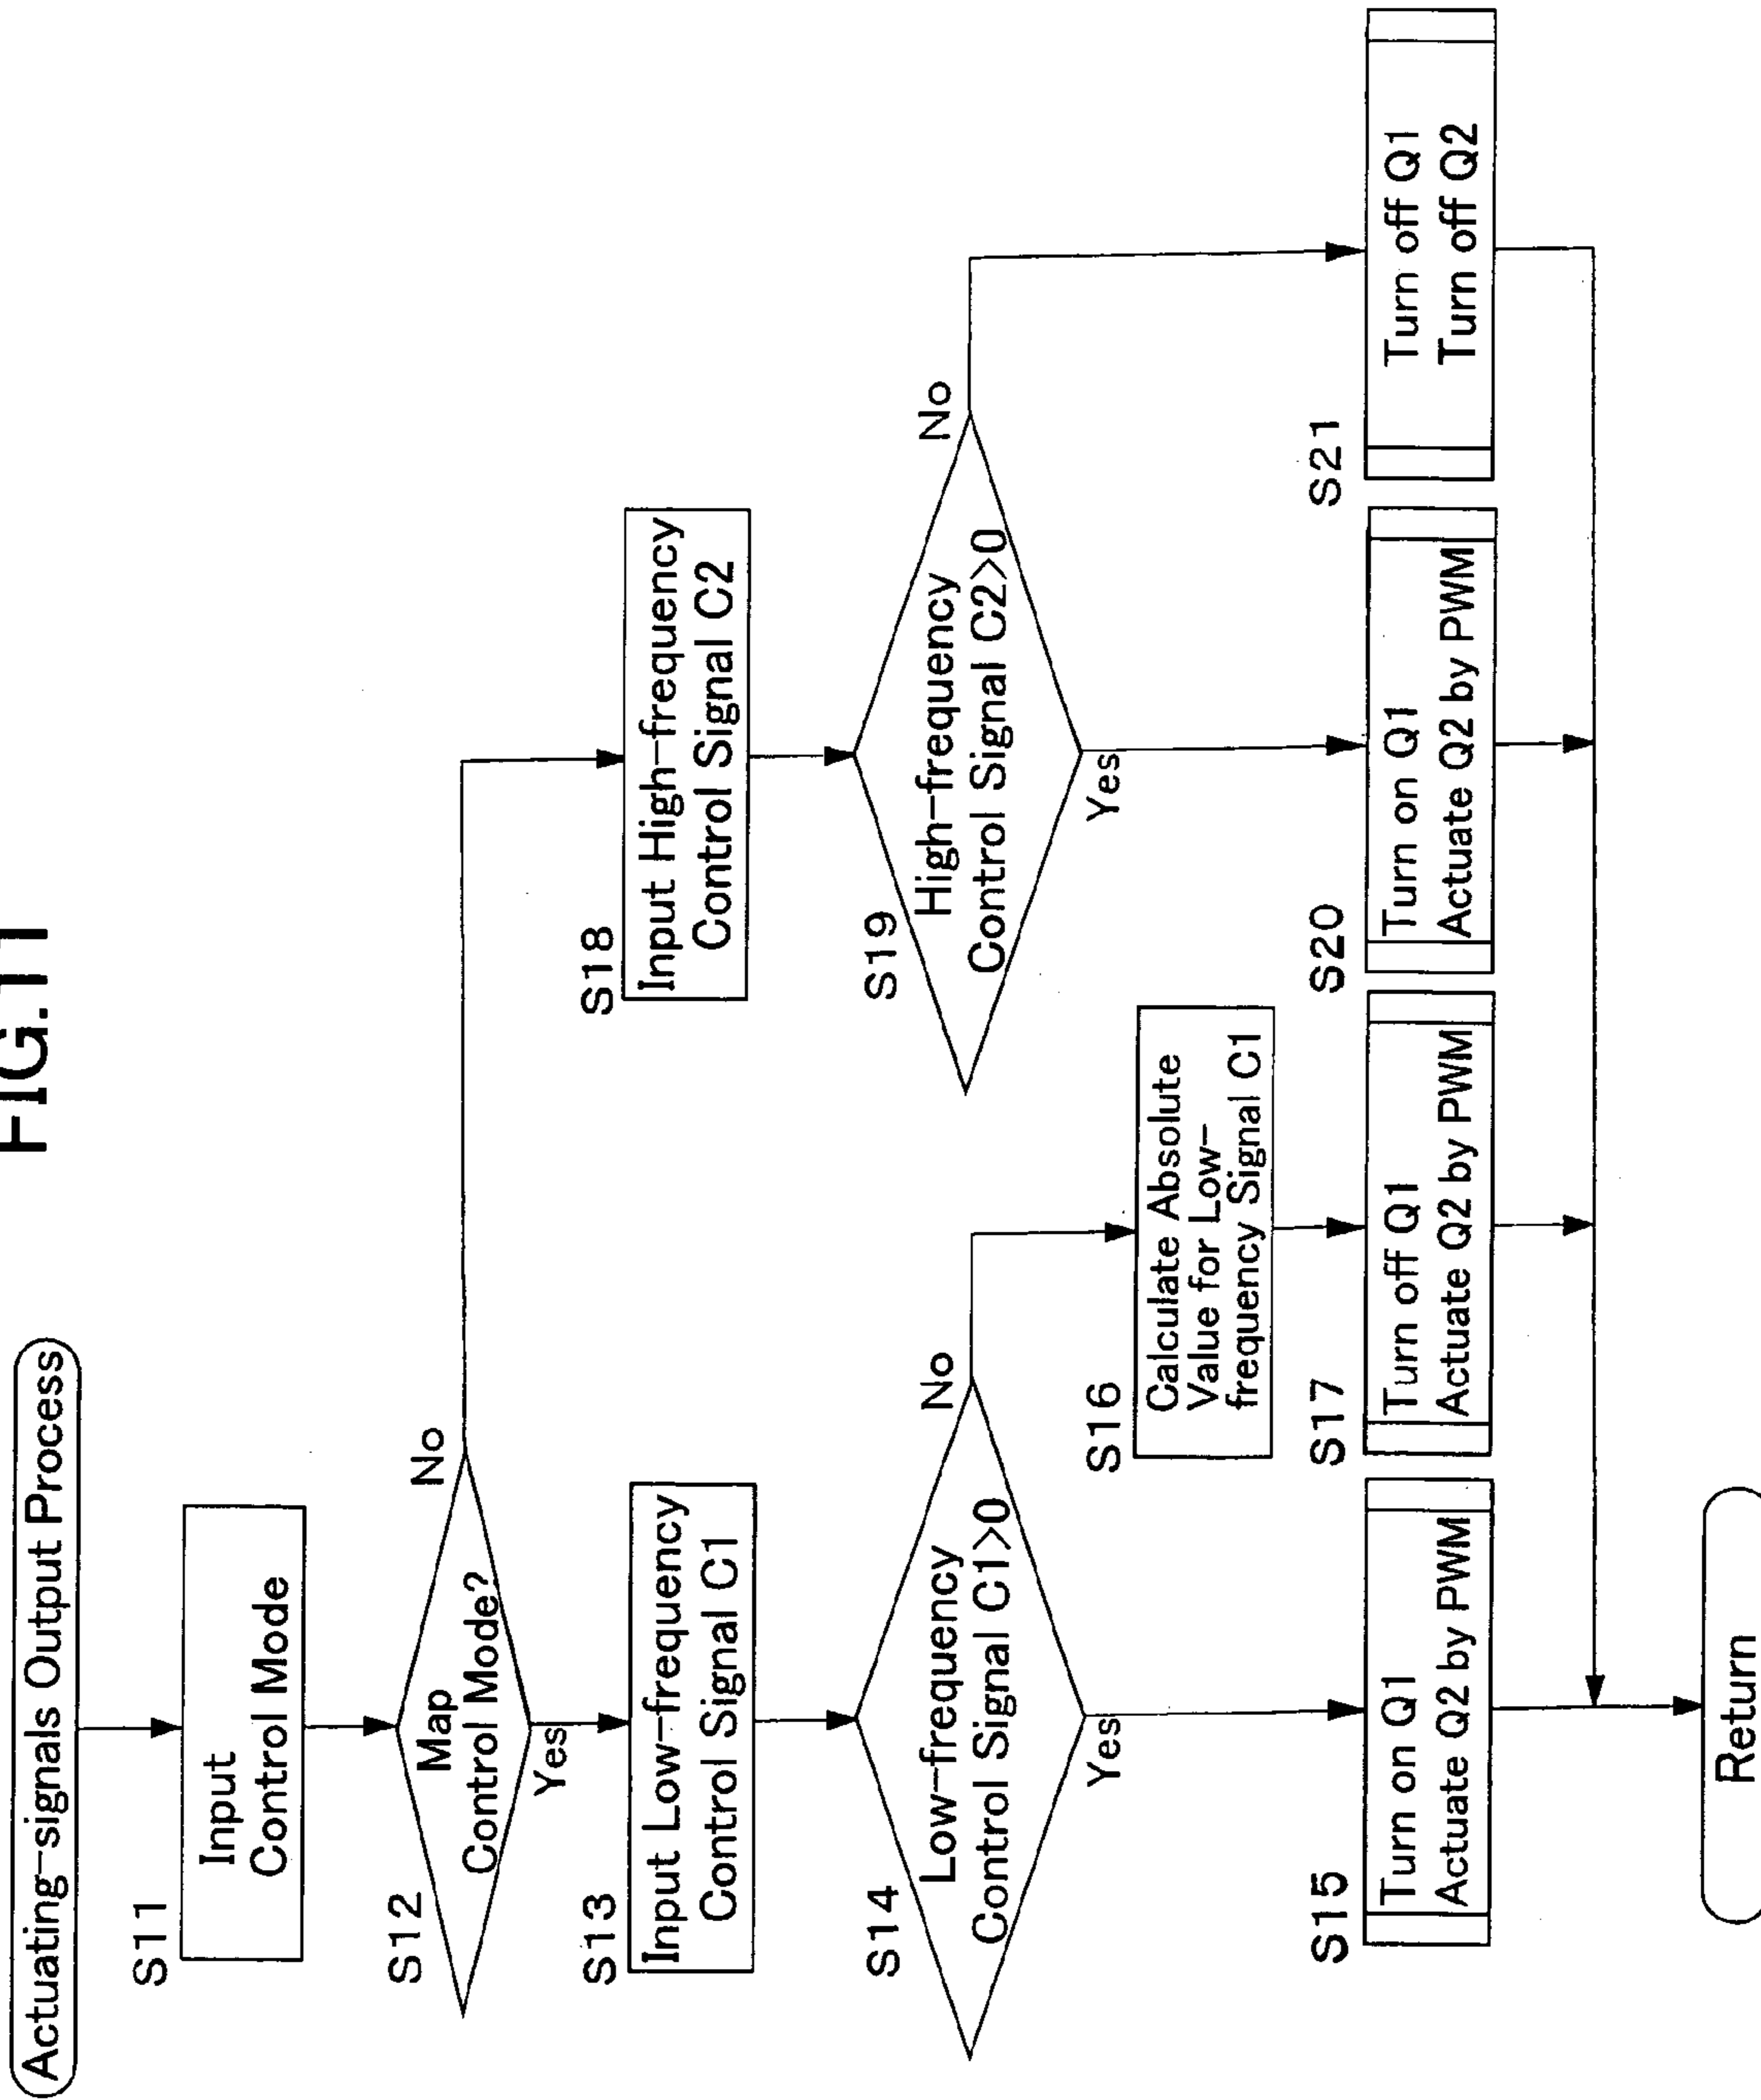 FIG.11
Actuating-signals Output Process
S11
Input
Control Mode
S12
Map
Control Mode?
No
Yes
S13
Input Low-frequency
Control Signal C1
S14
Low-frequency
Control Signal C1>0
No
Yes
S15
Turn on Q1
Actuate Q2 by PWM
S16
Calculate Absolute
Value for Low-
frequency Signal C1
S17
Turn off Q1
Actuate Q2 by PWM
S18
Input High-frequency
Control Signal C2
S19
High-frequency
Control Signal C2>0
No
Yes
S20
Turn on Q1
Actuate Q2 by PWM
S21
Turn off Q1
Turn off Q2
Return